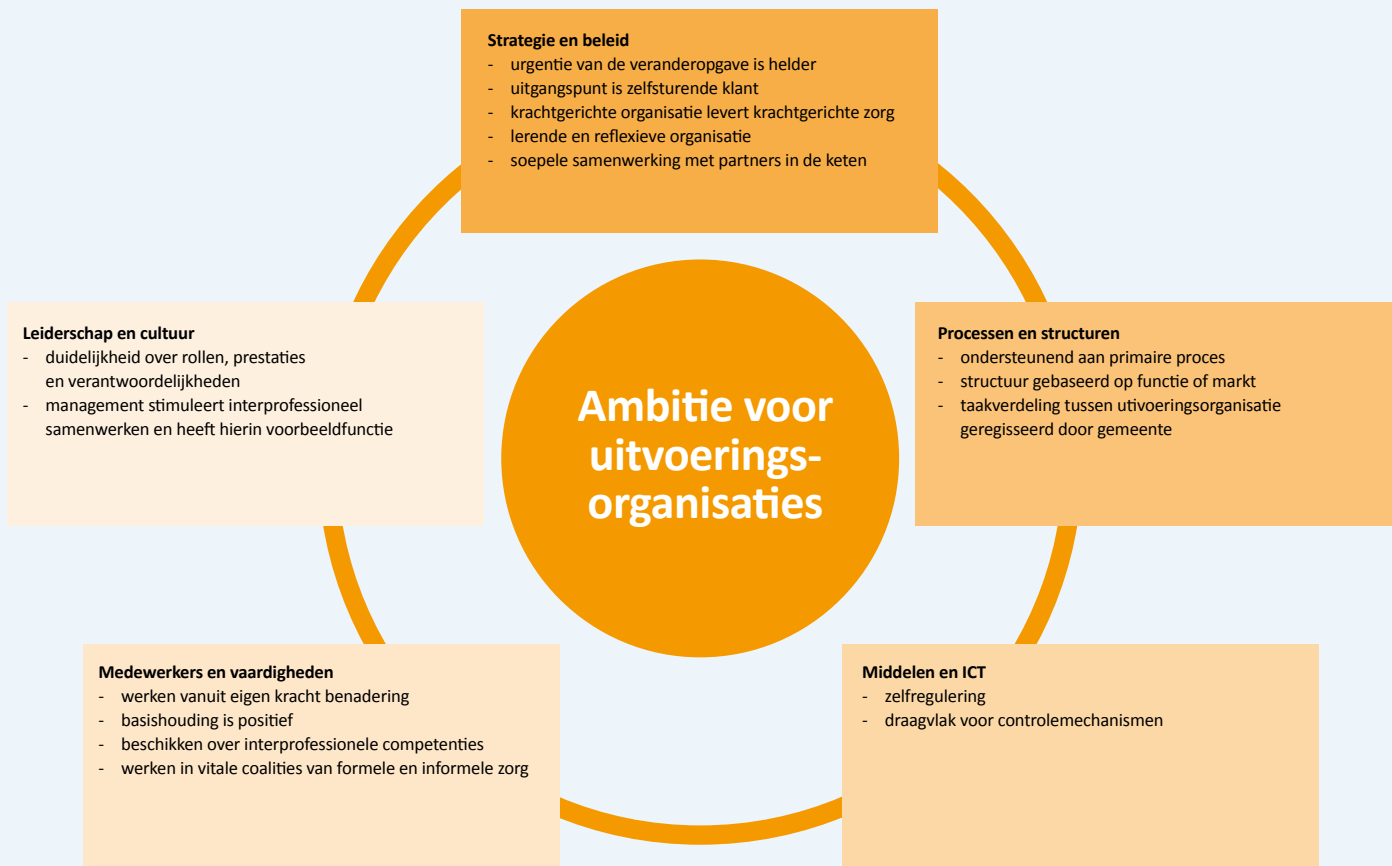 Strategie en beleid
- urgentie van de veranderopgave is helder
- uitgangspunt is zelfsturende klant
- krachtgerichte organisatie levert krachtgerichte zorg
- lerende en reflexieve organisatie
- soepele samenwerking met partners in de keten
Leiderschap en cultuur
- duidelijkheid over rollen, prestaties
en verantwoordelijkheden
- management stimuleert interprofessioneel
samenwerken en heeft hierin voorbeeldfunctie
Ambitie voor
uitvoerings-
organisaties
Processen en structuren
- ondersteunend aan primaire proces
- structuur gebaseerd op functie of markt
- taakverdeling tussen utivoeringsorganisatie
geregisseerd door gemeente
Medewerkers en vaardigheden
- werken vanuit eigen kracht benadering
- basishouding is positief
- beschikken over interprofessionele competenties
- werken in vitale coalities van formele en informele zorg
Middelen en ICT
- zelfregulering
- draagvlak voor controlemechanismen